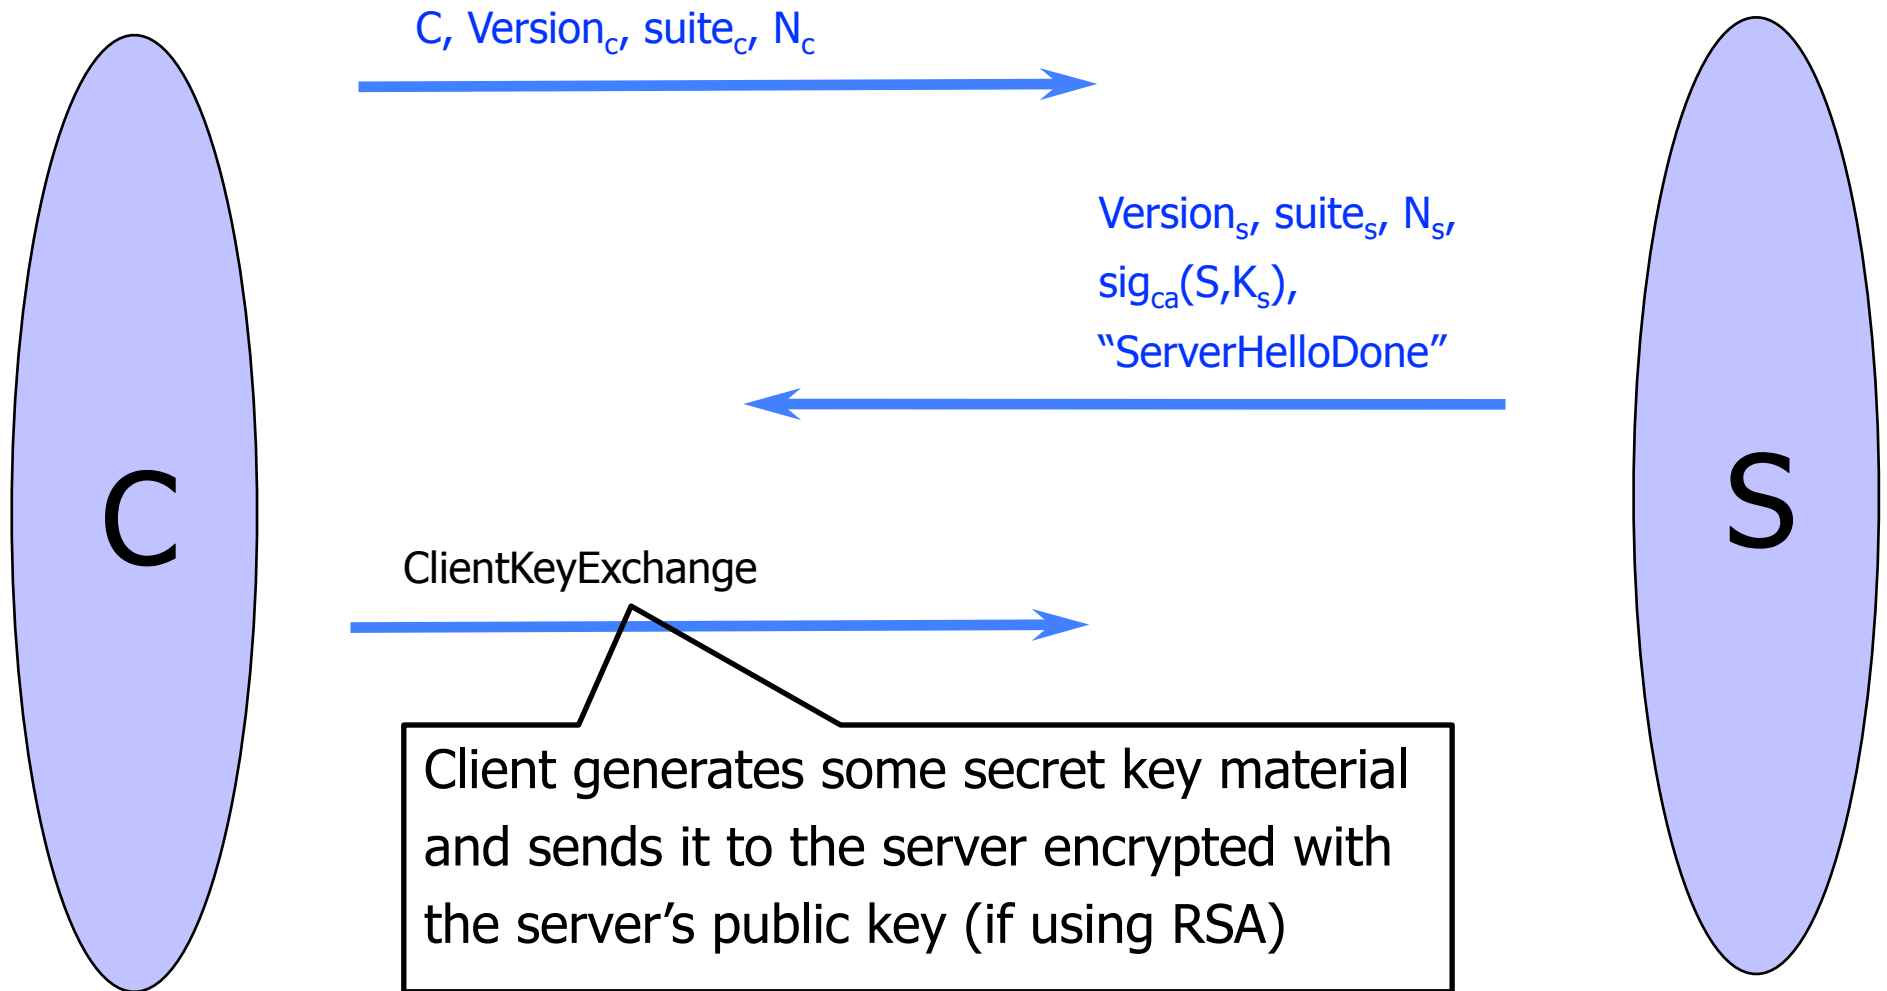 C, Version_c, suite_c, N_c
Version_s, suite_s, N_s,
sig_ca(S,K_s),
“ServerHelloDone”
C
S
ClientKeyExchange
Client generates some secret key material
and sends it to the server encrypted with
the server’s public key (if using RSA)